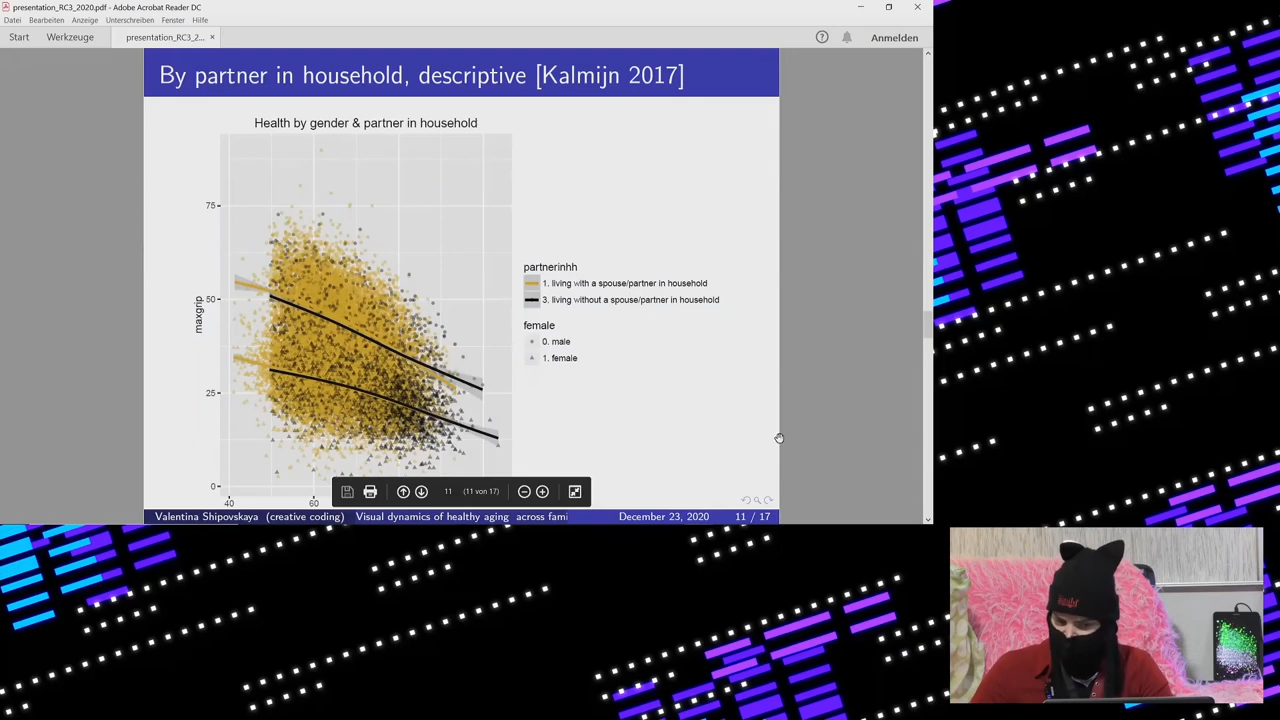 presentation_RC3_2020.pdf - Adobe Acrobat Reader DC
Datei Bearbeiten Anzeige Unterschreiben Fenster Hilfe
Start Werkzeuge presentation_RC3_2... × Anmelden
By partner in household, descriptive [Kalmijn 2017]
Health by gender & partner in household
75
50
25
0
maxgrip
40 60
partnerinhh
1. living with a spouse/partner in household
3. living without a spouse/partner in household
female
0. male
1. female
11 (11 von 17)
Valentina Shipovskaya (creative coding) Visual dynamics of healthy aging across fami December 23, 2020 11 / 17